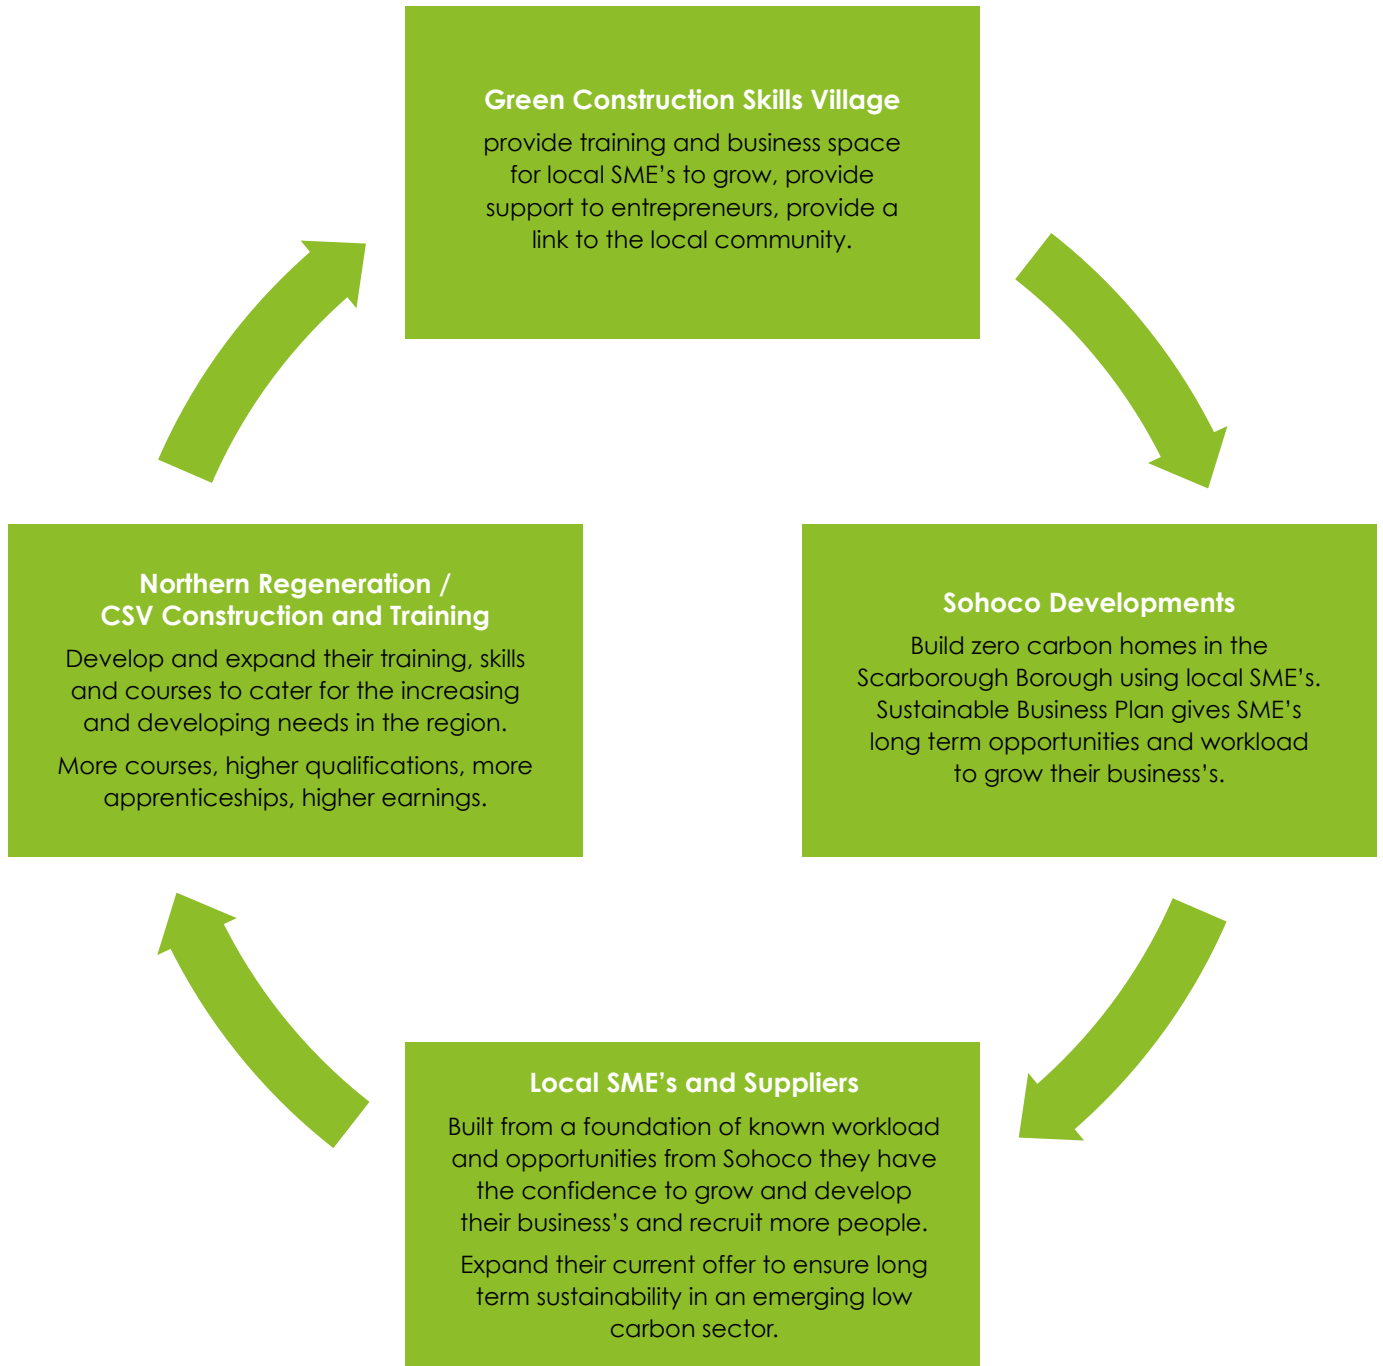 Green Construction Skills Village
provide training and business space
for local SME’s to grow, provide
support to entrepreneurs, provide a
link to the local community.
Northern Regeneration /
CSV Construction and Training
Develop and expand their training, skills
and courses to cater for the increasing
and developing needs in the region.
More courses, higher qualifications, more
apprenticeships, higher earnings.
Sohoco Developments
Build zero carbon homes in the
Scarborough Borough using local SME’s.
Sustainable Business Plan gives SME’s
long term opportunities and workload
to grow their business’s.
Local SME’s and Suppliers
Built from a foundation of known workload
and opportunities from Sohoco they have
the confidence to grow and develop
their business’s and recruit more people.
Expand their current offer to ensure long
term sustainability in an emerging low
carbon sector.